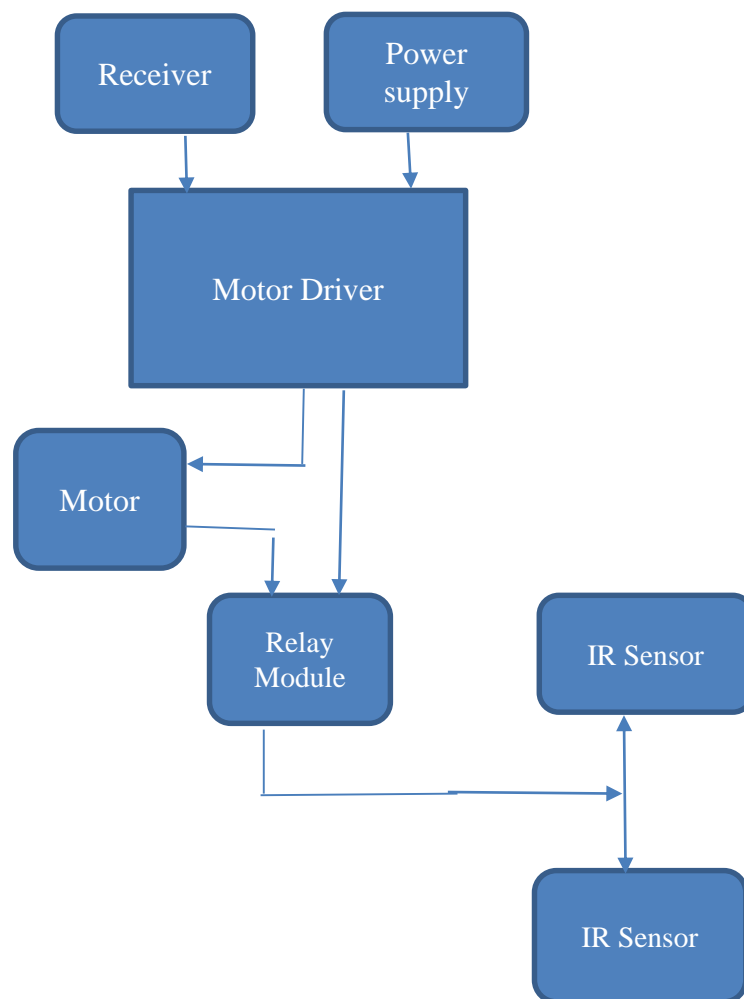 Receiver
Power
supply
Motor Driver
Motor
Relay
Module
IR Sensor
IR Sensor